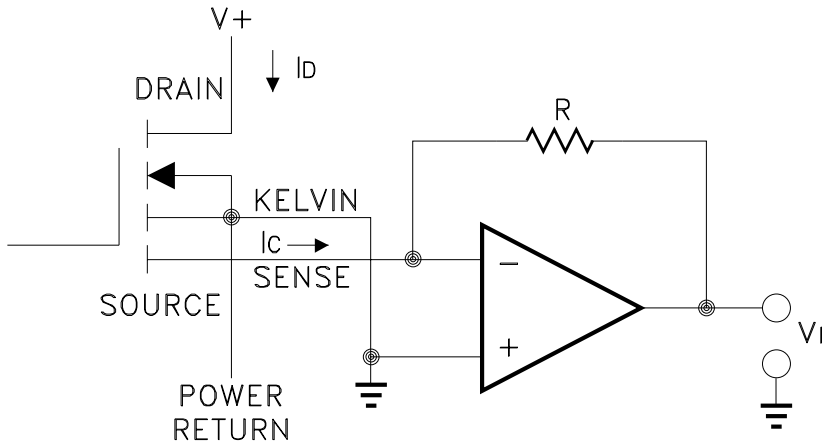 V+
ID
DRAIN
R
KELVIN
IC
SENSE
−
SOURCE
+
POWER
RETURN